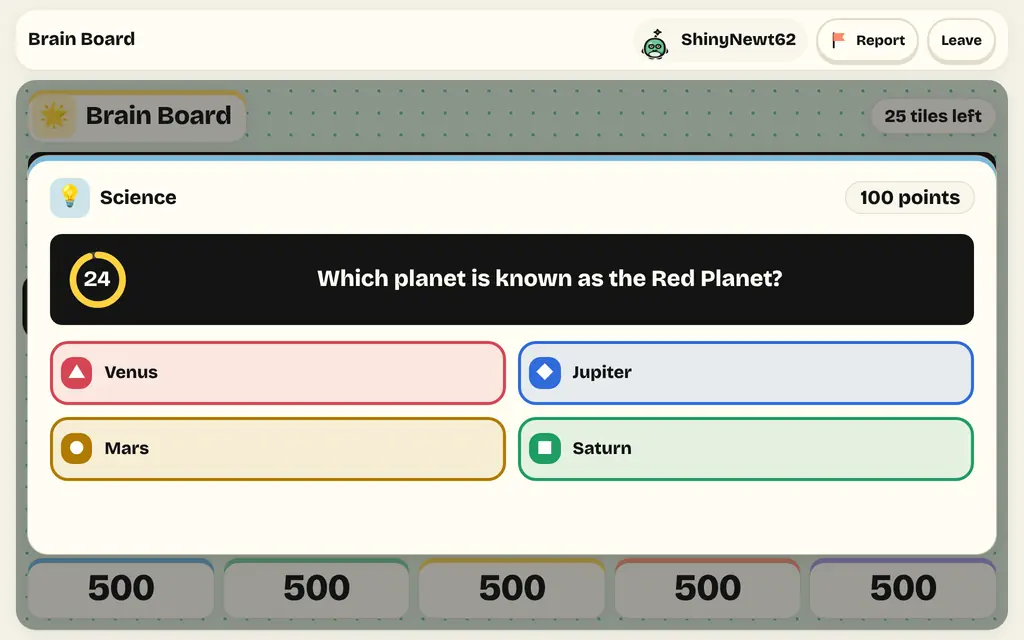 Brain Board
ShinyNewt62
Report
Leave
Brain Board
25 tiles left
Science
100 points
24
Which planet is known as the Red Planet?
Venus
Jupiter
Mars
Saturn
500
500
500
500
500